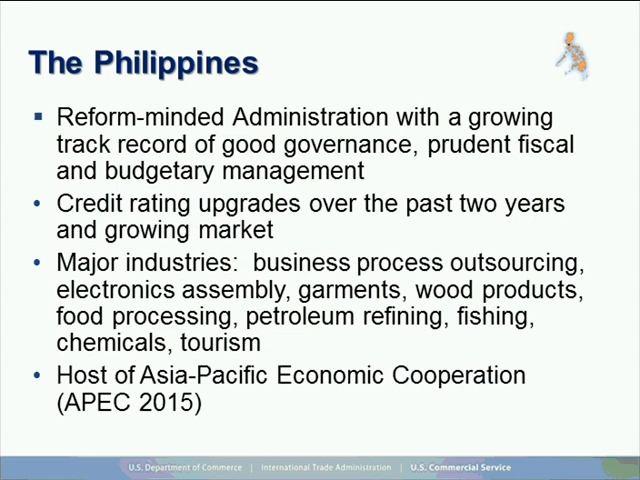 The Philippines
▪ Reform-minded Administration with a growing
track record of good governance, prudent fiscal
and budgetary management
• Credit rating upgrades over the past two years
and growing market
• Major industries:  business process outsourcing,
electronics assembly, garments, wood products,
food processing, petroleum refining, fishing,
chemicals, tourism
• Host of Asia-Pacific Economic Cooperation
(APEC 2015)
U.S. Department of Commerce | International Trade Administration | U.S. Commercial Service